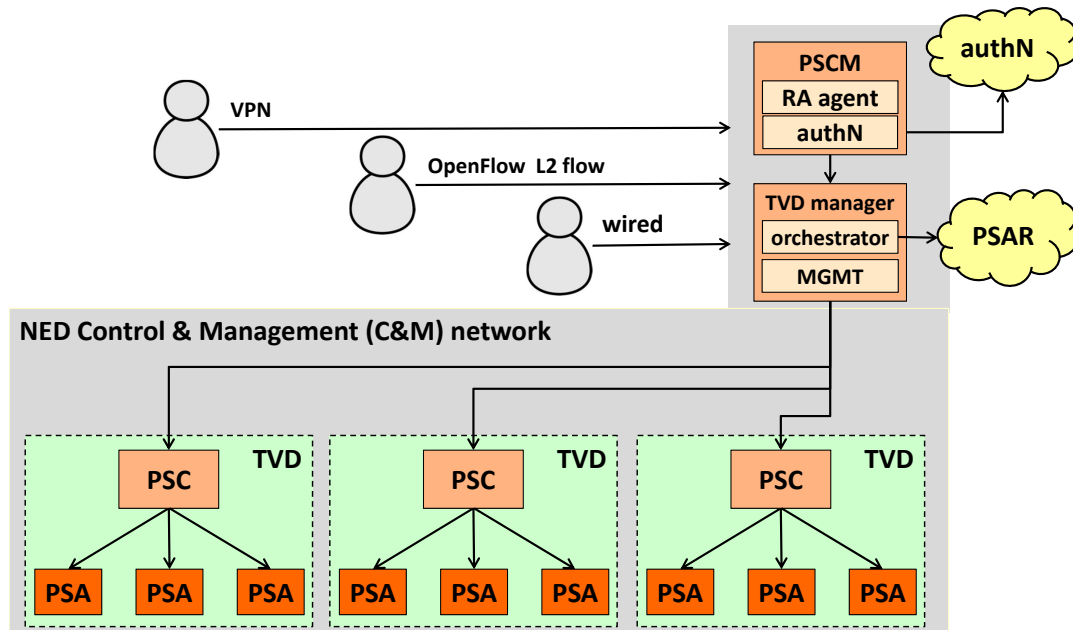 PSCM
RA agent
authN
authN
VPN
OpenFlow L2 flow
wired
TVD manager
orchestrator
MGMT
PSAR
NED Control & Management (C&M) network
TVD
PSC
PSA PSA PSA
TVD
PSC
PSA PSA PSA
TVD
PSC
PSA PSA PSA